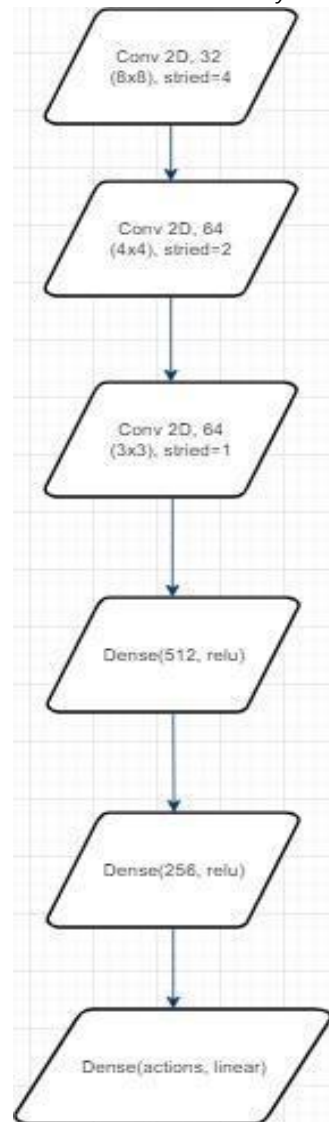 Conv 2D, 32
(8x8), stried=4
Conv 2D, 64
(4x4), stried=2
Conv 2D, 64
(3x3), stried=1
Dense(512, relu)
Dense(256, relu)
Dense(actions, linear)